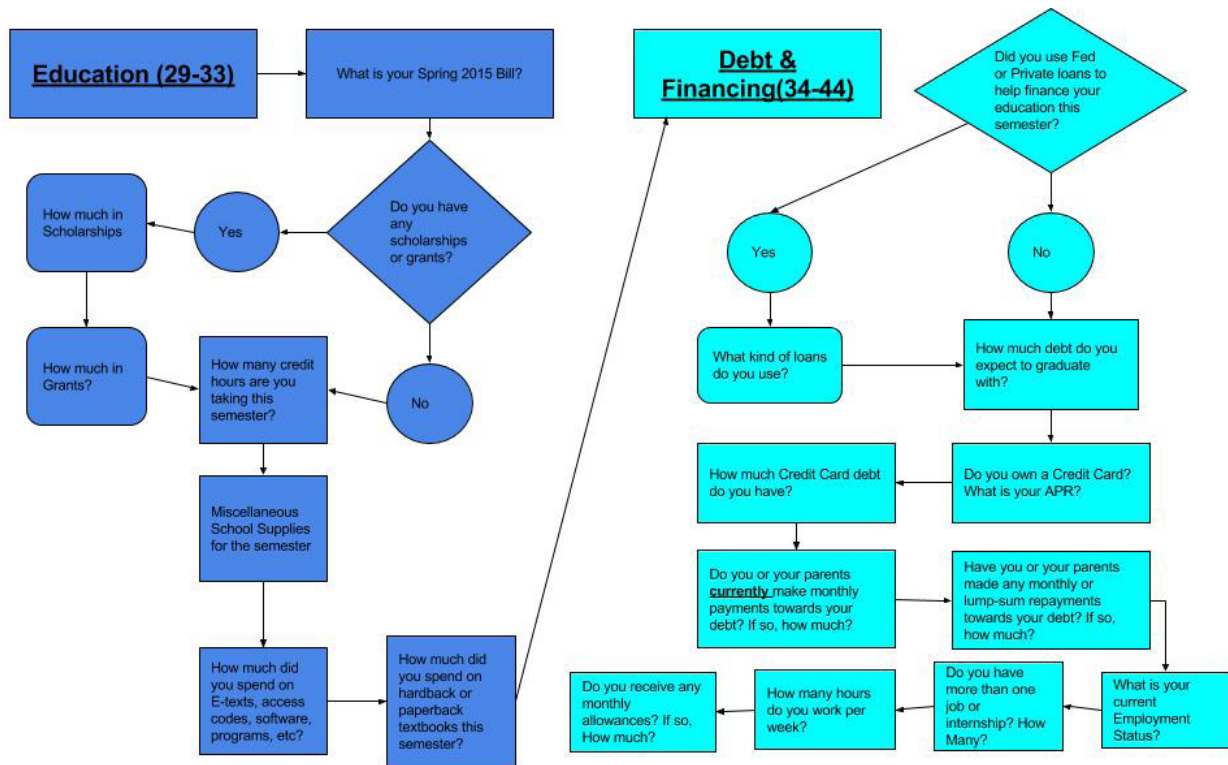 Education (29-33)
What is your Spring 2015 Bill?
Do you have
any
scholarships
or grants?
Yes
How much in
Scholarships
How much in
Grants?
No
How many credit
hours are you
taking this
semester?
Miscellaneous
School Supplies
for the semester
How much did
you spend on
E-texts, access
codes, software,
programs, etc?
How much did
you spend on
hardback or
paperback
textbooks this
semester?
Debt &
Financing(34-44)
Did you use Fed
or Private loans to
help finance your
education this
semester?
Yes
No
What kind of loans
do you use?
How much debt do you
expect to graduate
with?
Do you own a Credit Card?
What is your APR?
How much Credit Card debt
do you have?
Do you or your parents
currently make monthly
payments towards your
debt? If so, how much?
Have you or your parents
made any monthly or
lump-sum repayments
towards your debt? If so,
how much?
What is your
current
Employment
Status?
Do you have
more than one
job or
internship? How
Many?
How many hours
do you work per
week?
Do you receive any
monthly
allowances? If so,
How much?